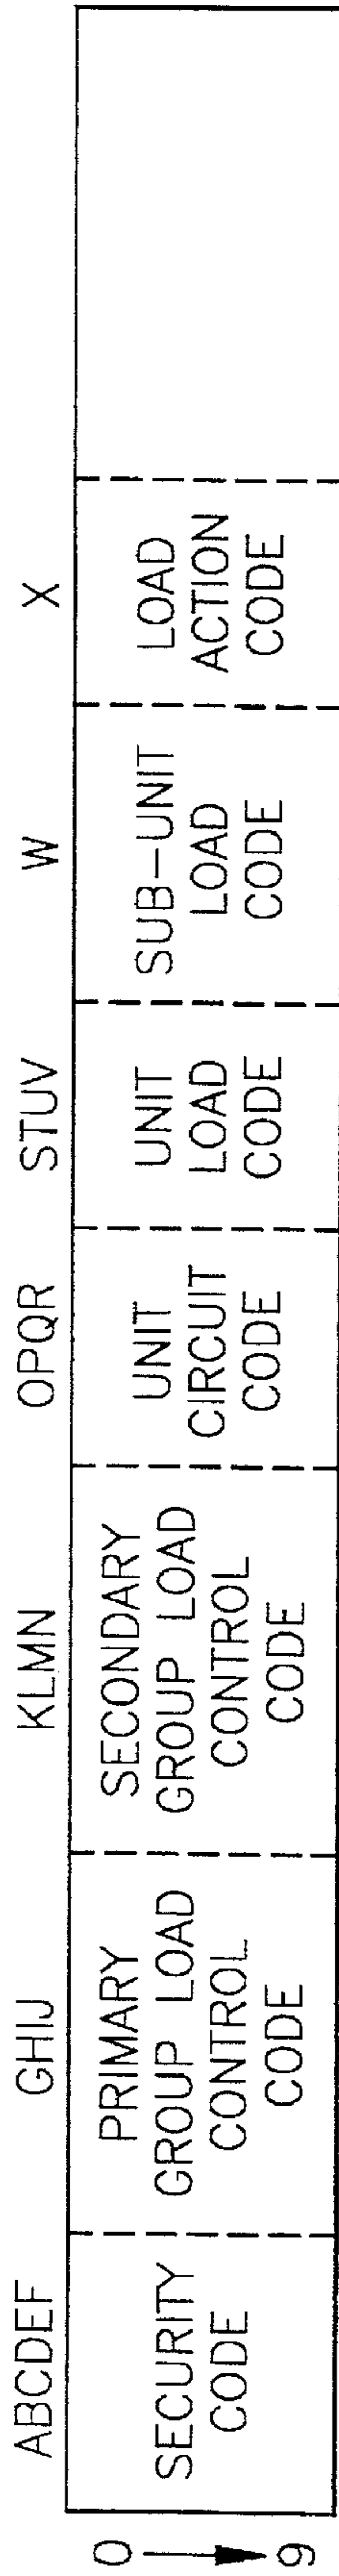 0
9
ABCDEF
SECURITY
CODE
GHIJ
PRIMARY
GROUP LOAD
CONTROL
CODE
KLMN
SECONDARY
GROUP LOAD
CONTROL
CODE
OPQR
UNIT
CIRCUIT
CODE
STUV
UNIT
LOAD
CODE
W
SUB-UNIT
LOAD
CODE
X
LOAD
ACTION
CODE